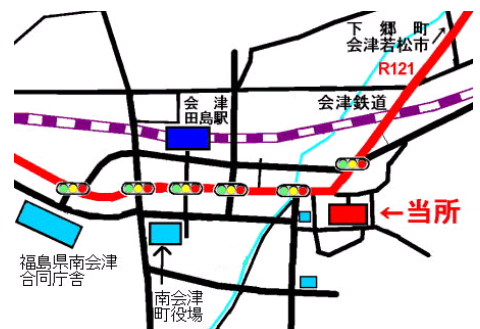 下 郷 町
会津若松市
R121
会 津
田島駅
会津鉄道
←当所
福島県南会津
合同庁舎
南会津
町役場